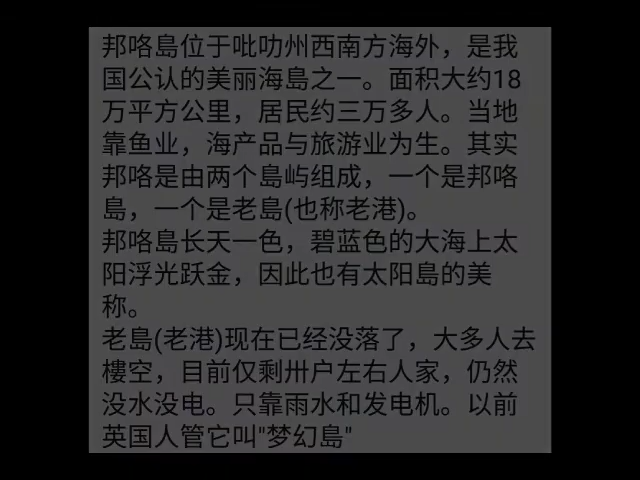 邦咯島位于吡叻州西南方海外，是我
国公认的美丽海島之一。面积大约18
万平方公里，居民约三万多人。当地
靠鱼业，海产品与旅游业为生。其实
邦咯是由两个島屿组成，一个是邦咯
島，一个是老島(也称老港)。
邦咯島长天一色，碧蓝色的大海上太
阳浮光跃金，因此也有太阳島的美
称。
老島(老港)现在已经没落了，大多人去
樓空，目前仅剩卅户左右人家，仍然
没水没电。只靠雨水和发电机。以前
英国人管它叫"梦幻島"